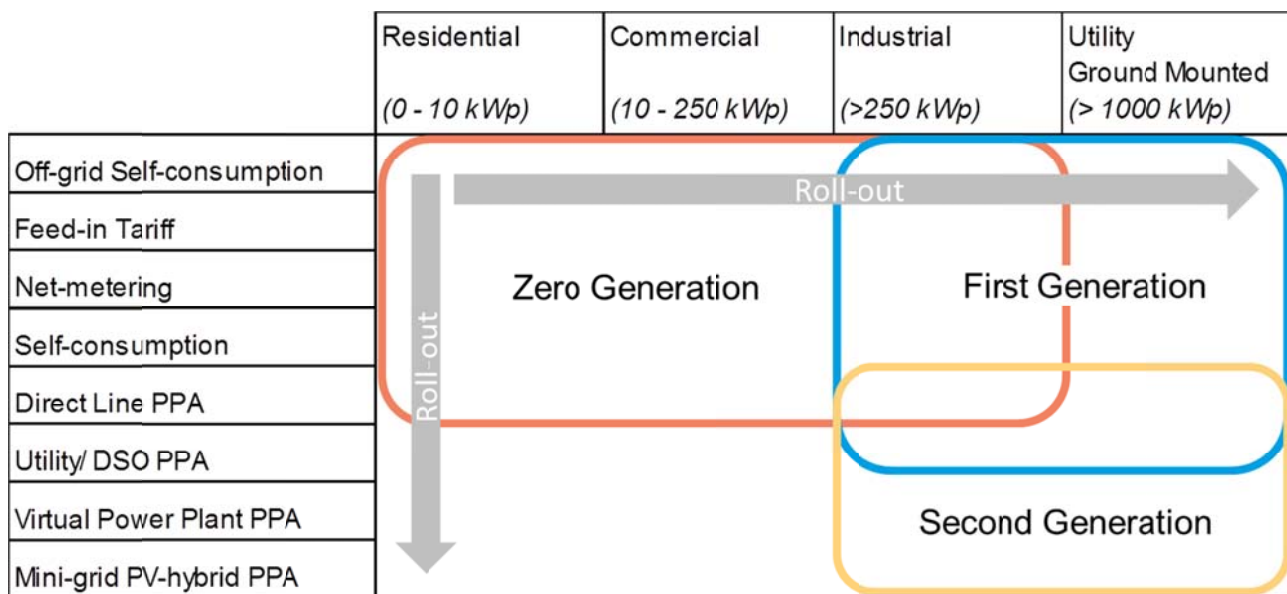 Residential
(0 - 10 kWp)
Commercial
(10 - 250 kWp)
Industrial
(>250 kWp)
Utility
Ground Mounted
(> 1000 kWp)
Off-grid Self-consumption
Feed-in Tariff
Net-metering
Self-consumption
Direct Line PPA
Utility/ DSO PPA
Virtual Power Plant PPA
Mini-grid PV-hybrid PPA
Roll-out
Roll-out
Zero Generation
First Generation
Second Generation